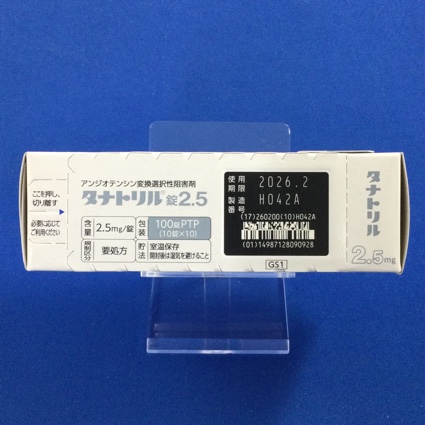 ここを押し、
切り離す
必要に応じて
ご利用ください
アンジオテンシン変換選択性阻害剤
タナトリル®錠2.5
含量 2.5mg/錠
包装 100錠PTP
(10錠×10)
規制区分 要処方
貯法 室温保存
開封後は湿気を避けること
使用期限 2026.2
製造番号 H042A
(17)260200(10)H042A
(01)14987128090928
GS1
タナトリル
2.5mg